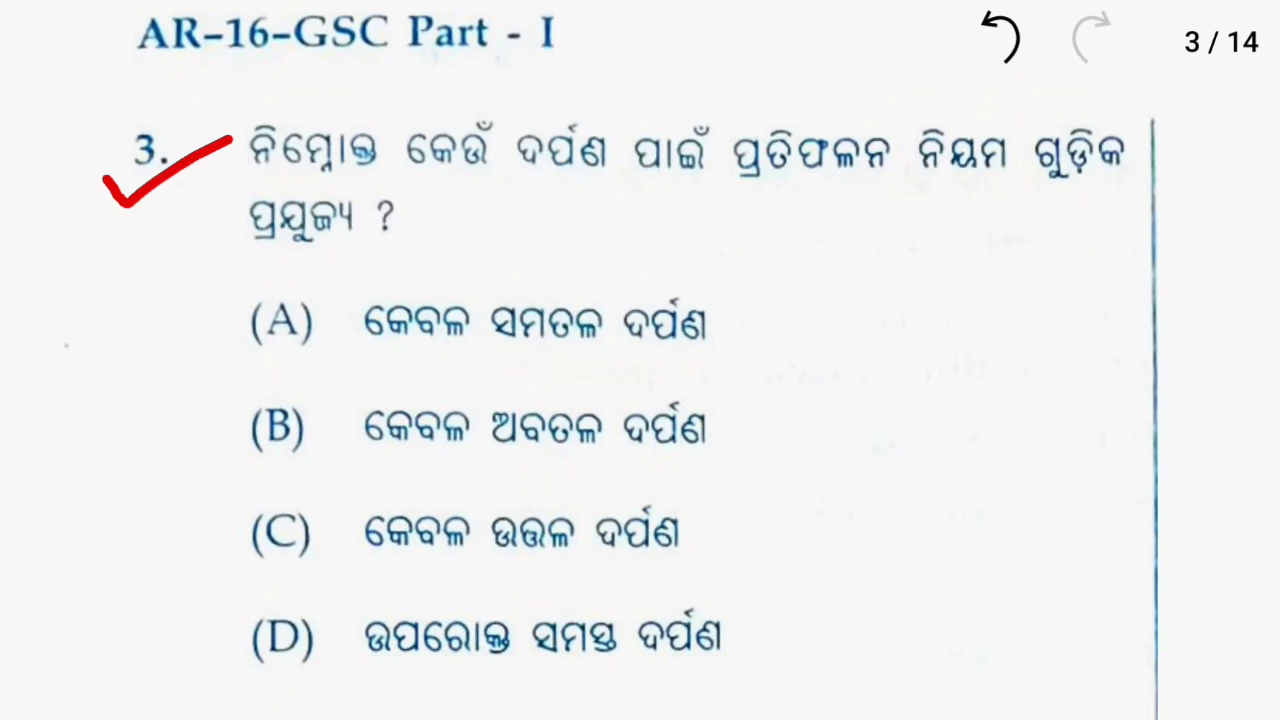 AR-16-GSC Part - I
3 / 14
3. ନିମ୍ନୋକ୍ତ କେଉଁ ଦର୍ପଣ ପାଇଁ ପ୍ରତିଫଳନ ନିୟମ ଗୁଡ଼ିକ
ପ୍ରଯୁଜ୍ୟ ?
(A) କେବଳ ସମତଳ ଦର୍ପଣ
(B) କେବଳ ଅବତଳ ଦର୍ପଣ
(C) କେବଳ ଉତ୍ତଳ ଦର୍ପଣ
(D) ଉପରୋକ୍ତ ସମସ୍ତ ଦର୍ପଣ